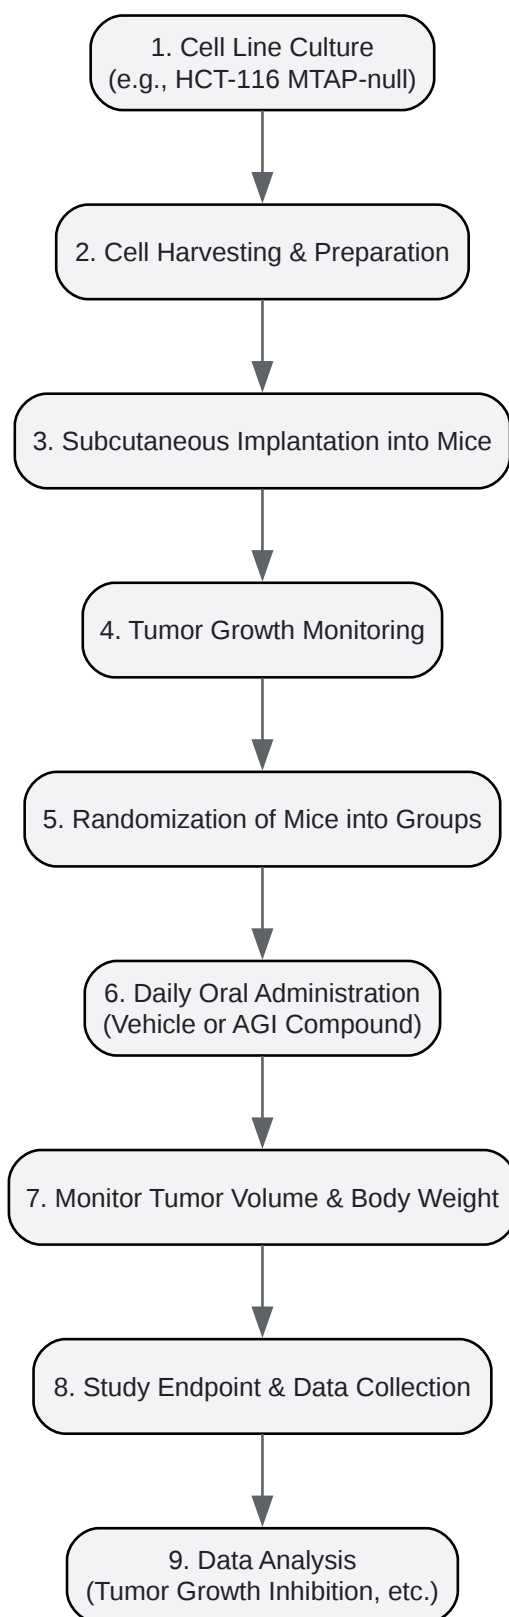 1. Cell Line Culture
(e.g., HCT-116 MTAP-null)
2. Cell Harvesting & Preparation
3. Subcutaneous Implantation into Mice
4. Tumor Growth Monitoring
5. Randomization of Mice into Groups
6. Daily Oral Administration
(Vehicle or AGI Compound)
7. Monitor Tumor Volume & Body Weight
8. Study Endpoint & Data Collection
9. Data Analysis
(Tumor Growth Inhibition, etc.)